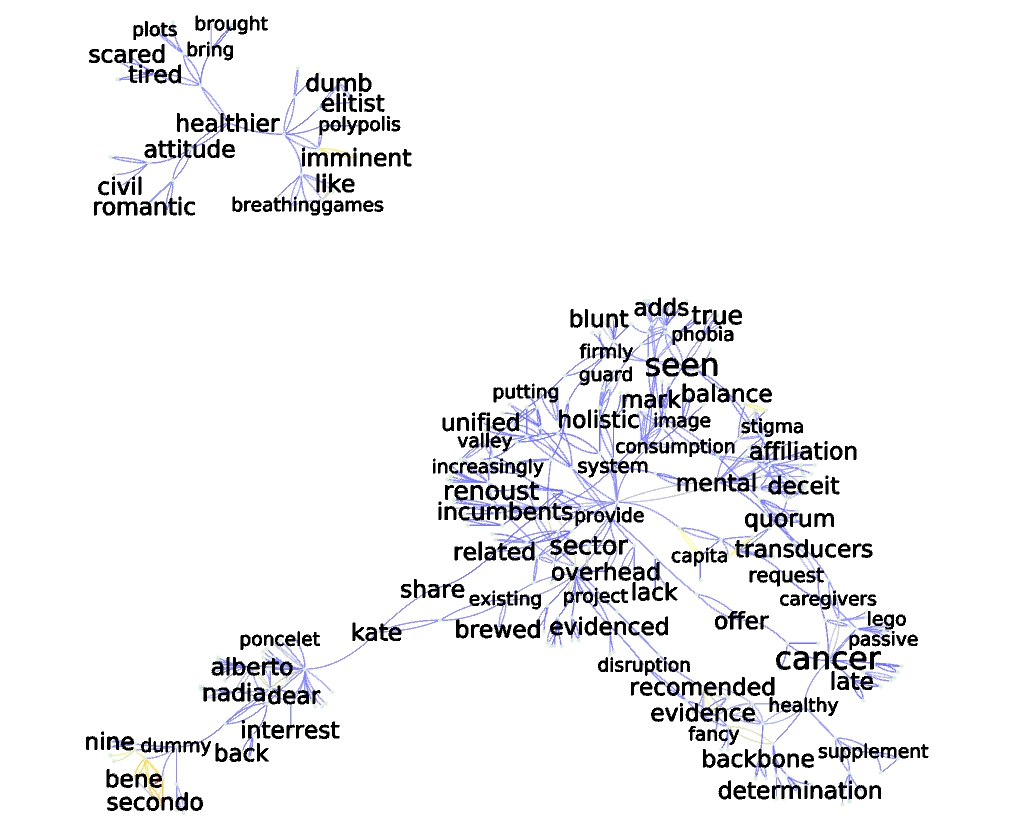 plots
brought
scared
bring
tired
dumb
elitist
healthier
polypolis
attitude
imminent
civil
like
romantic
breathinggames
blunt
adds
true
phobia
firmly
guard
seen
putting
mark
balance
unified
holistic
image
stigma
valley
consumption
affiliation
increasingly
system
renoust
mental
deceit
incumbents
provide
quorum
related
sector
capita
transducers
overhead
request
share
existing
project
lack
caregivers
kate
brewed
evidenced
offer
lego
passive
poncelet
cancer
alberto
disruption
late
nadia
dear
recomended
healthy
interrest
evidence
fancy
nine
dummy
back
backbone
supplement
bene
determination
secondo